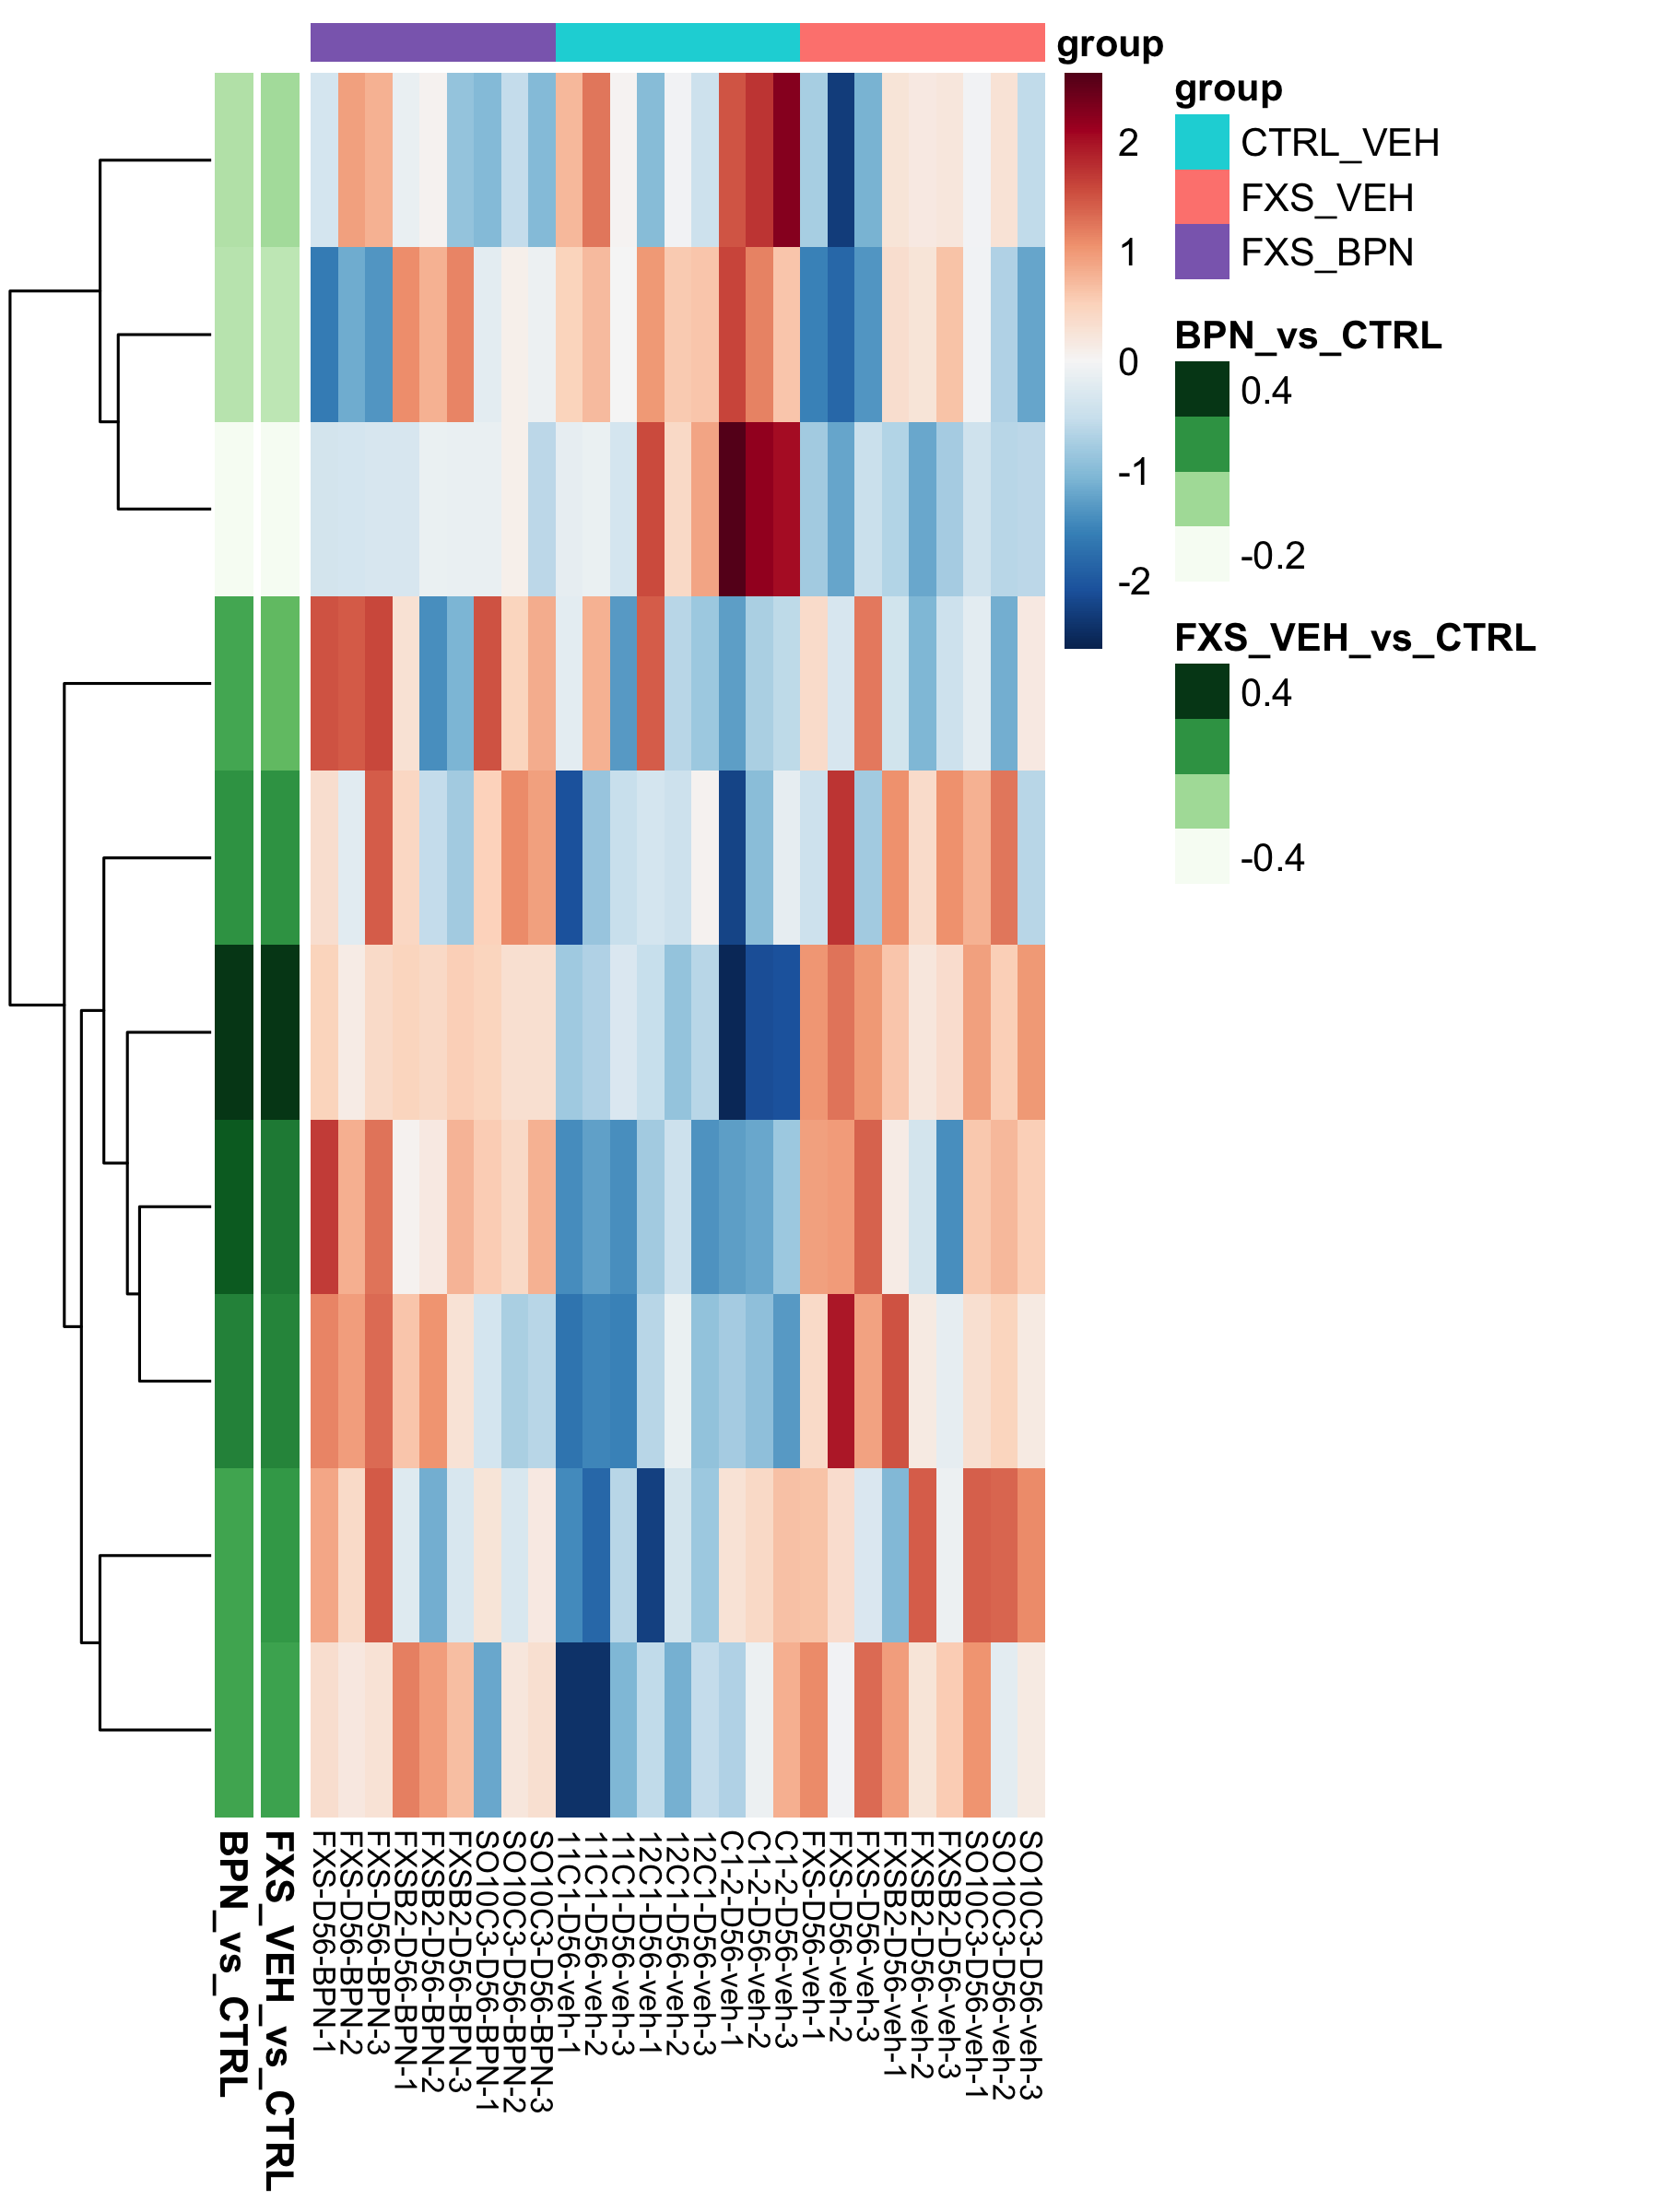 group
2
1
0
-1
-2
group
CTRL_VEH
FXS_VEH
FXS_BPN
BPN_vs_CTRL
0.4
-0.2
FXS_VEH_vs_CTRL
0.4
-0.4
BPN_vs_CTRL
FXS_VEH_vs_CTRL
FXS-D56-BPN-1
FXS-D56-BPN-2
FXS-D56-BPN-3
FXSB2-D56-BPN-1
FXSB2-D56-BPN-2
FXSB2-D56-BPN-3
SO10C3-D56-BPN-1
SO10C3-D56-BPN-2
SO10C3-D56-BPN-3
11C1-D56-veh-1
11C1-D56-veh-2
11C1-D56-veh-3
12C1-D56-veh-1
12C1-D56-veh-2
12C1-D56-veh-3
C1-2-D56-veh-1
C1-2-D56-veh-2
C1-2-D56-veh-3
FXS-D56-veh-1
FXS-D56-veh-2
FXS-D56-veh-3
FXSB2-D56-veh-1
FXSB2-D56-veh-2
FXSB2-D56-veh-3
SO10C3-D56-veh-1
SO10C3-D56-veh-2
SO10C3-D56-veh-3